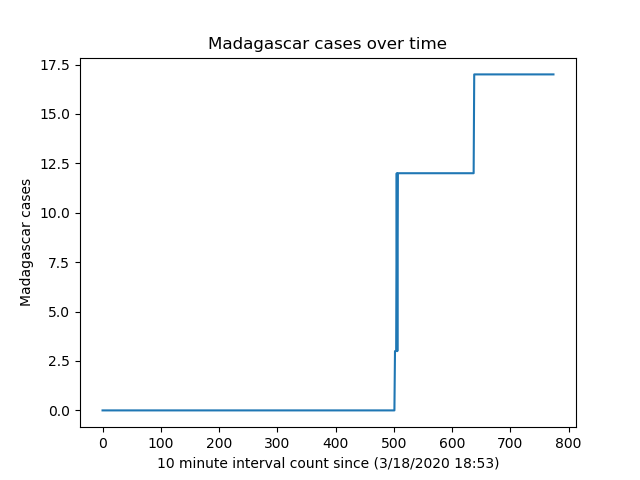 Madagascar cases over time
17.5
15.0
12.5
10.0
7.5
5.0
2.5
0.0
Madagascar cases
0 100 200 300 400 500 600 700 800
10 minute interval count since (3/18/2020 18:53)